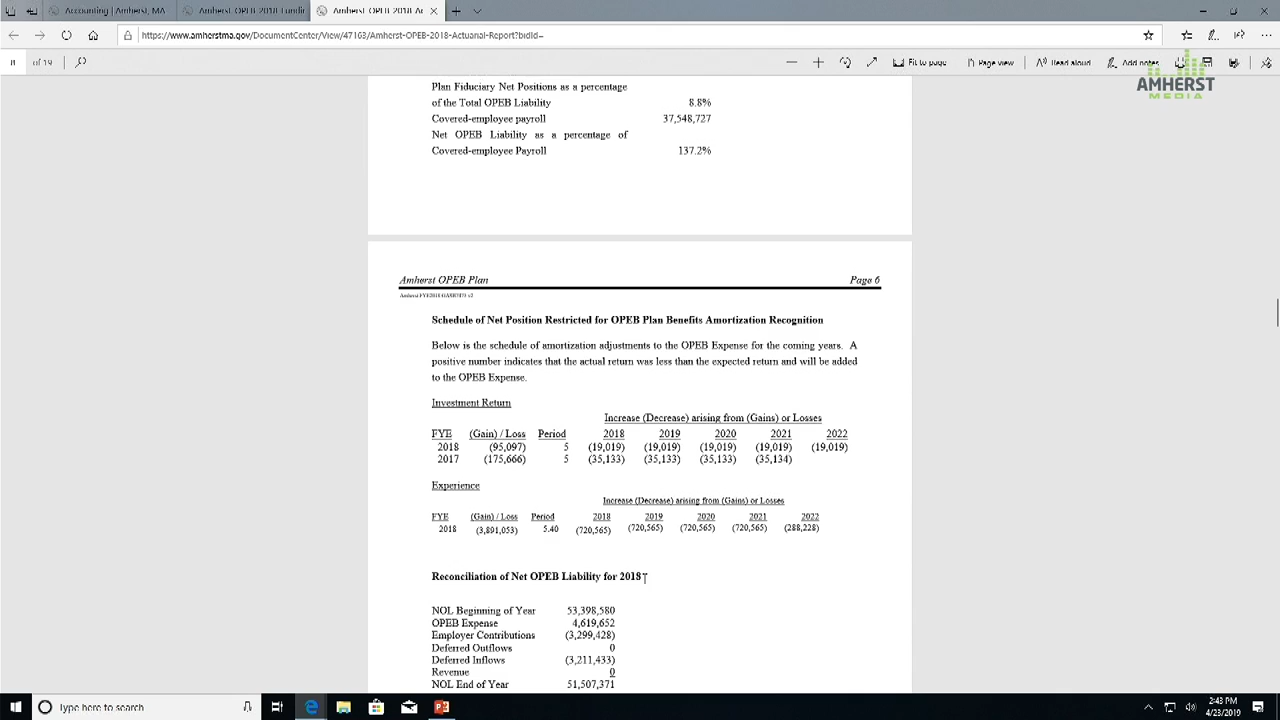 2018 Audit Funding
Amherst, MA
Amherst OPEB 2018 Ac
https://www.amherstma.gov/DocumentCenter/View/47163/Amherst-OPEB-2018-Actuarial-Report?bidId=
11 of 19
Fit to page
Page view
Read aloud
Add notes
AMHERST
MEDIA
Plan Fiduciary Net Positions as a percentage
of the Total OPEB Liability 8.8%
Covered-employee payroll 37,548,727
Net OPEB Liability as a percentage of
Covered-employee Payroll 137.2%
Amherst OPEB Plan Page 6
Schedule of Net Position Restricted for OPEB Plan Benefits Amortization Recognition
Below is the schedule of amortization adjustments to the OPEB Expense for the coming years. A
positive number indicates that the actual return was less than the expected return and will be added
to the OPEB Expense.
Investment Return
Increase (Decrease) arising from (Gains) or Losses
FYE (Gain) / Loss Period 2018 2019 2020 2021 2022
2018 (95,097) 5 (19,019) (19,019) (19,019) (19,019) (19,019)
2017 (175,666) 5 (35,133) (35,133) (35,133) (35,134)
Experience
Increase (Decrease) arising from (Gains) or Losses
FYE (Gain) / Loss Period 2018 2019 2020 2021 2022
2018 (3,891,053) 5.40 (720,565) (720,565) (720,565) (720,565) (288,228)
Reconciliation of Net OPEB Liability for 2018
NOL Beginning of Year 53,398,580
OPEB Expense 4,619,652
Employer Contributions (3,299,428)
Deferred Outflows 0
Deferred Inflows (3,211,433)
Revenue 0
NOL End of Year 51,507,371
Type here to search
2:43 PM
4/23/2019